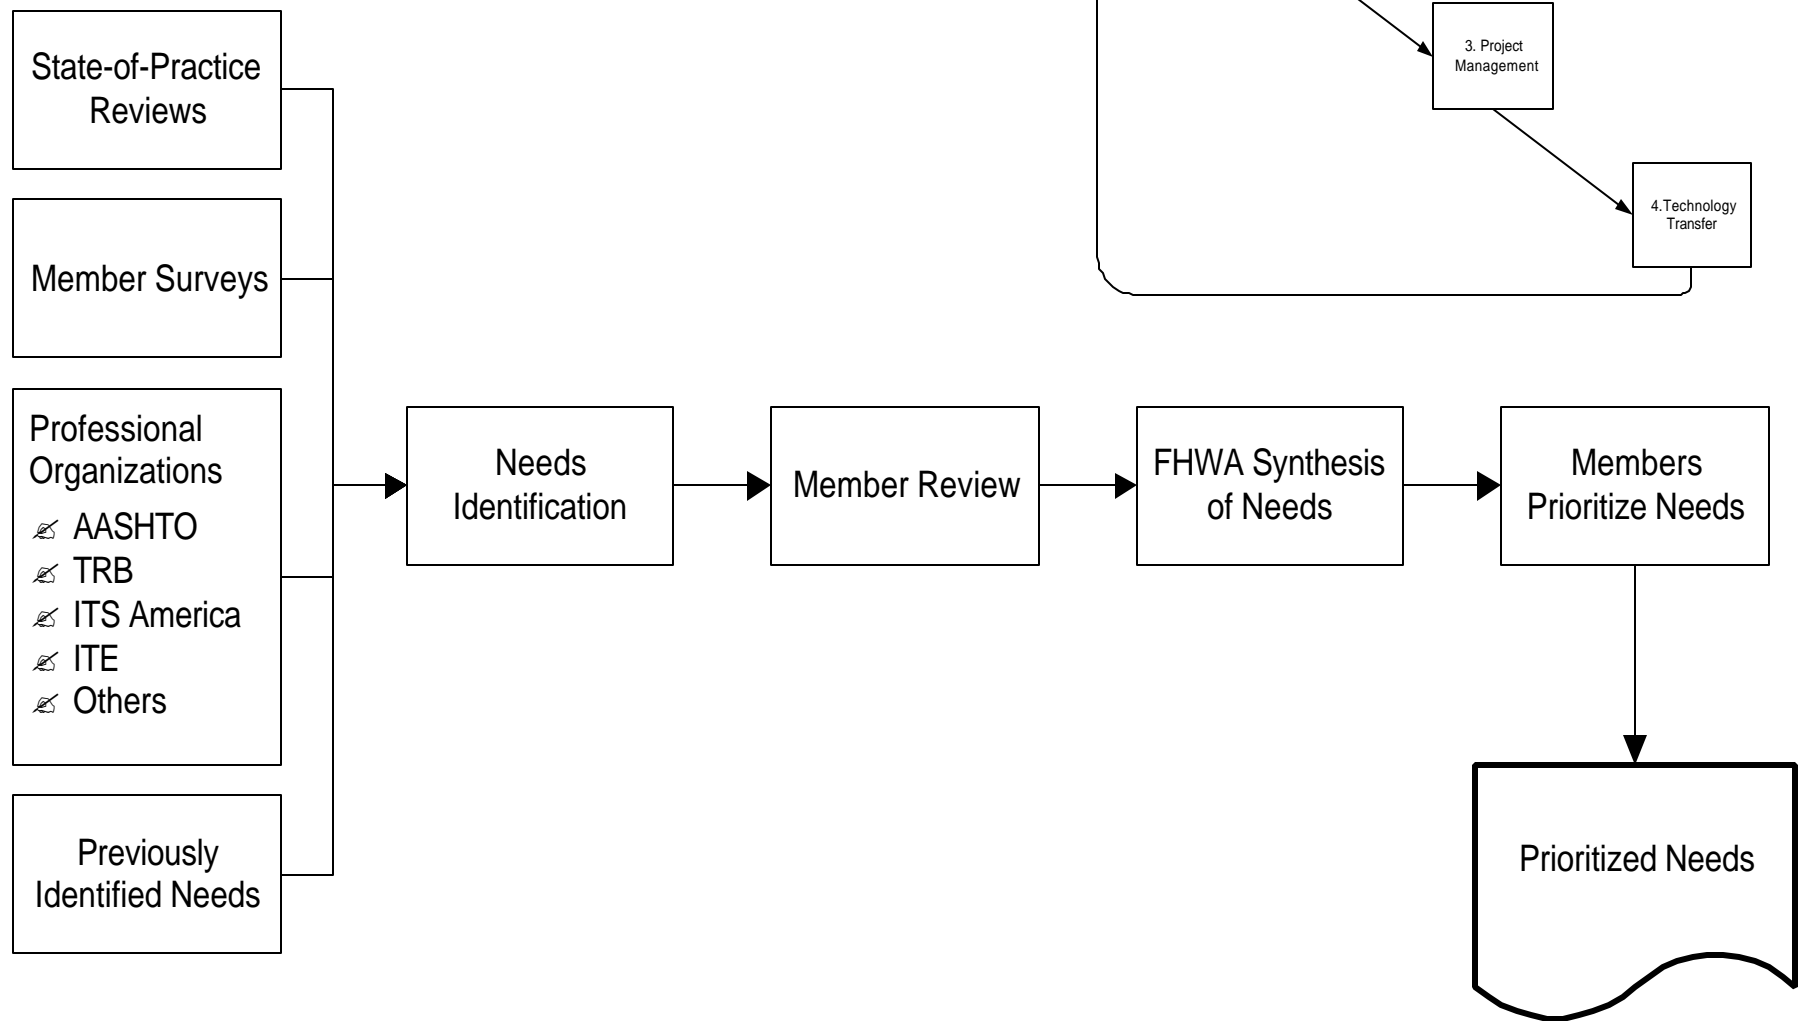 3. Project
Management
4.Technology
Transfer
State-of-Practice
Reviews
Member Surveys
Professional
Organizations
AASHTO
TRB
ITS America
ITE
Others
Previously
Identified Needs
Needs
Identification
Member Review
FHWA Synthesis
of Needs
Members
Prioritize Needs
Prioritized Needs